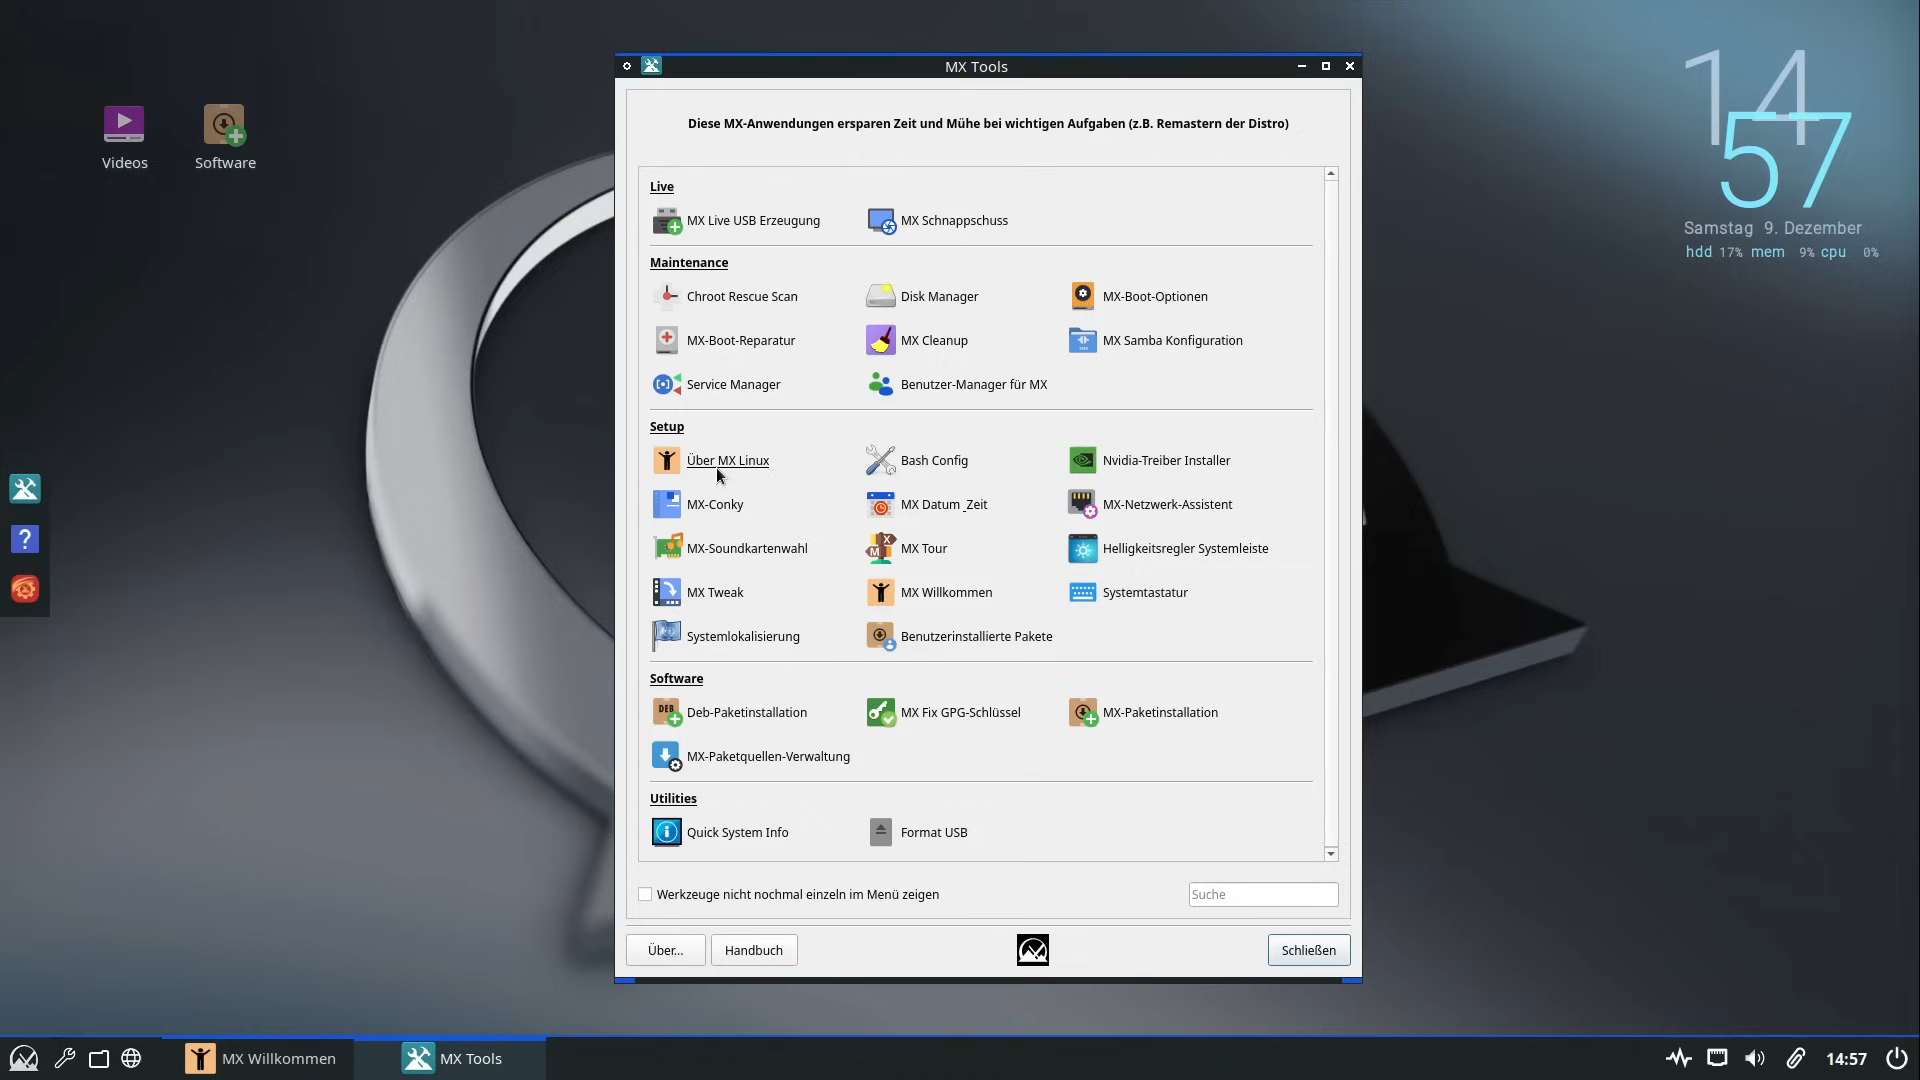 MX Tools
Diese MX-Anwendungen ersparen Zeit und Mühe bei wichtigen Aufgaben (z.B. Remastern der Distro)
Videos
Software
14
57
Samstag 9. Dezember
hdd 17% mem 9% cpu 0%
Live
MX Live USB Erzeugung
MX Schnappschuss
Maintenance
Chroot Rescue Scan
Disk Manager
MX-Boot-Optionen
MX-Boot-Reparatur
MX Cleanup
MX Samba Konfiguration
Service Manager
Benutzer-Manager für MX
Setup
Über MX Linux
Bash Config
Nvidia-Treiber Installer
MX-Conky
MX Datum _Zeit
MX-Netzwerk-Assistent
MX-Soundkartenwahl
MX Tour
Helligkeitsregler Systemleiste
MX Tweak
MX Willkommen
Systemtastatur
Systemlokalisierung
Benutzerinstallierte Pakete
Software
Deb-Paketinstallation
MX Fix GPG-Schlüssel
MX-Paketinstallation
MX-Paketquellen-Verwaltung
Utilities
Quick System Info
Format USB
Werkzeuge nicht nochmal einzeln im Menü zeigen
Suche
Über...
Handbuch
Schließen
MX Willkommen
MX Tools
14:57